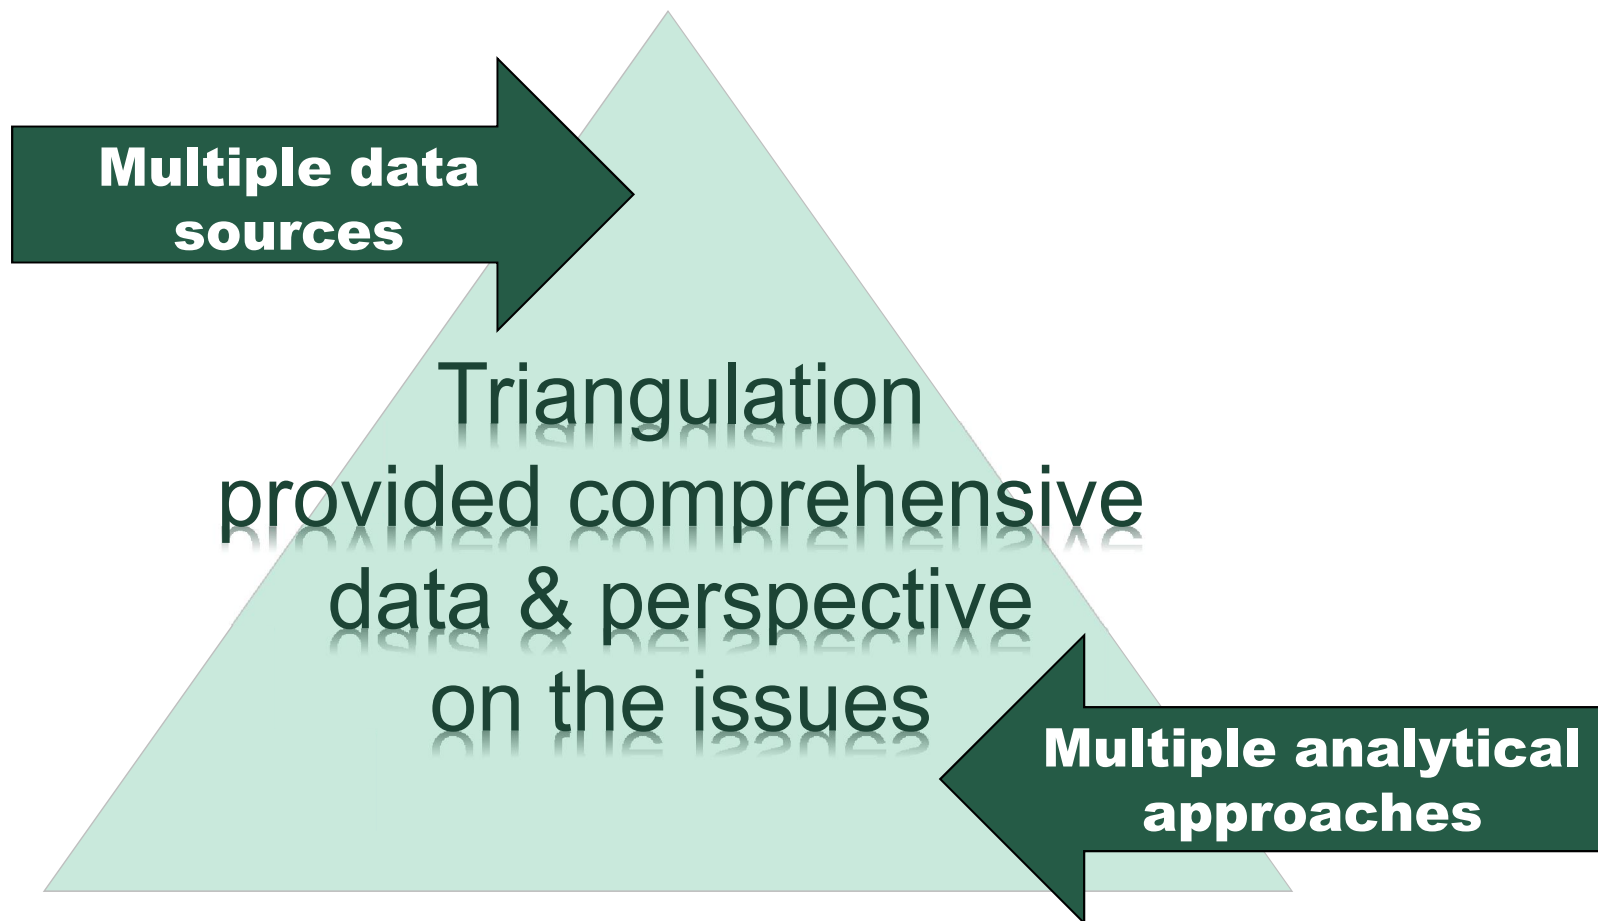 Multiple data
sources
Triangulation
provided comprehensive
data & perspective
on the issues
Multiple analytical
approaches